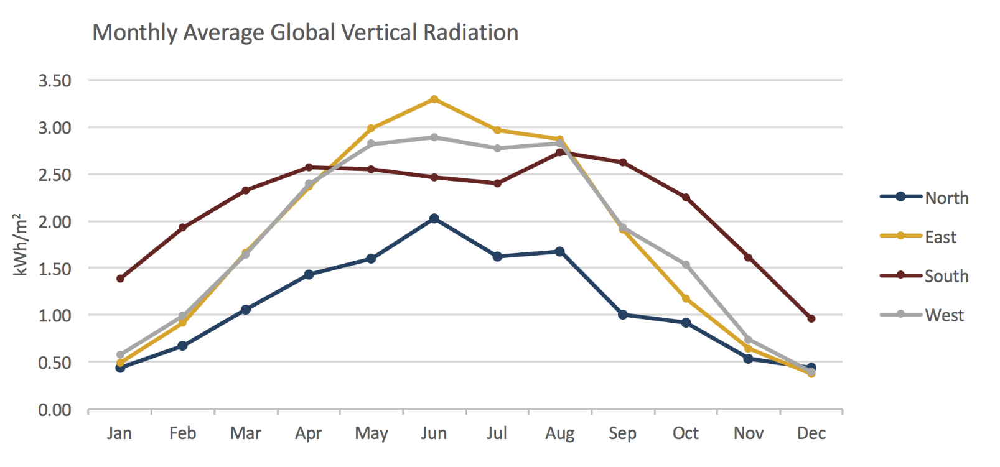 Monthly Average Global Vertical Radiation
3.50
3.00
2.50
2.00
1.50
1.00
0.50
0.00
kWh/m²
Jan Feb Mar Apr May Jun Jul Aug Sep Oct Nov Dec
North
East
South
West